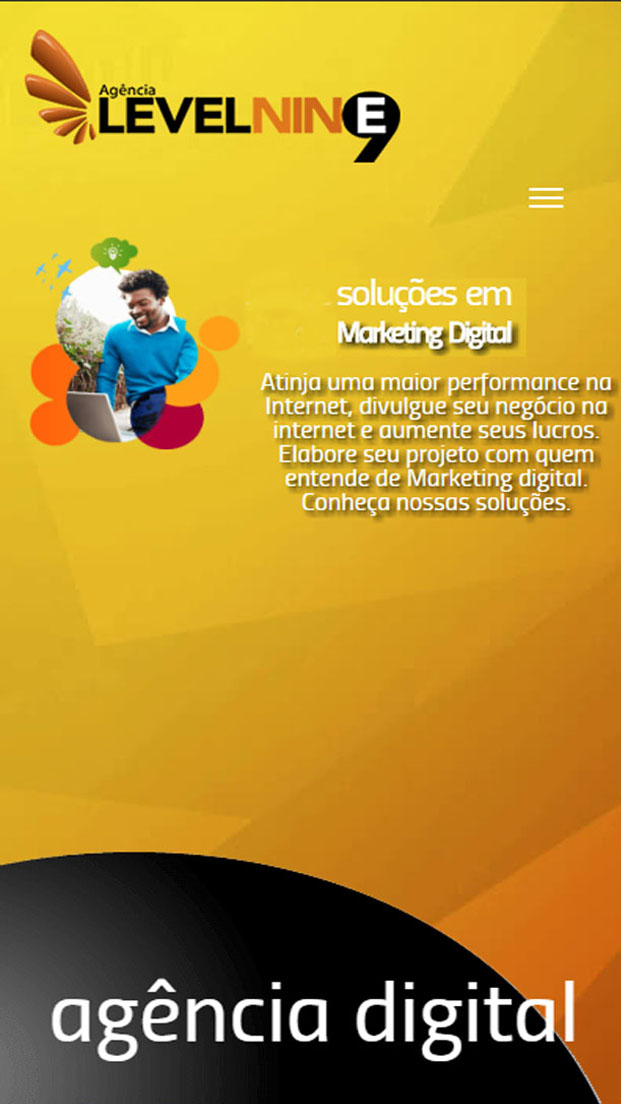 Agência
LEVELNINE
9
soluções em
Marketing Digital
Atinja uma maior performance na
Internet, divulgue seu negócio na
internet e aumente seus lucros.
Elabore seu projeto com quem
entende de Marketing digital.
Conheça nossas soluções.
agência digital